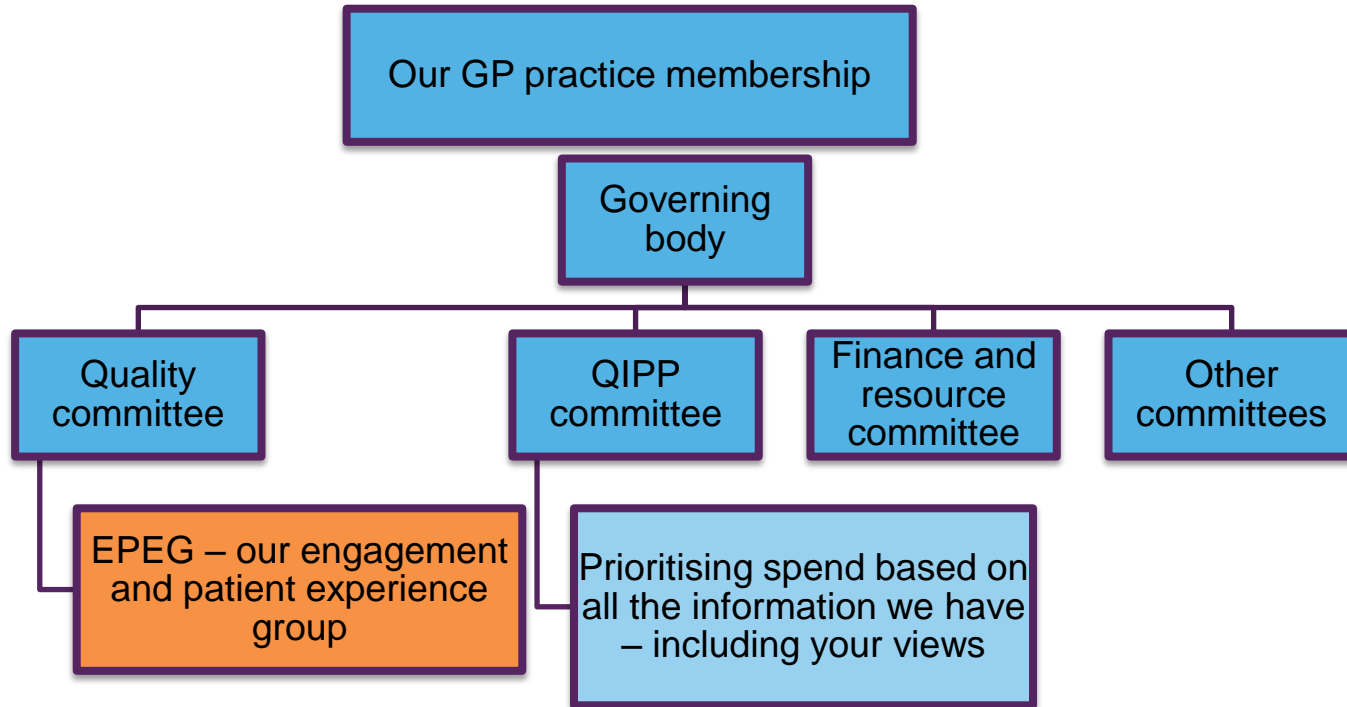 Our GP practice membership
Governing
body
Quality
committee
QIPP
committee
Finance and
resource
committee
Other
committees
EPEG – our engagement
and patient experience
group
Prioritising spend based on
all the information we have
– including your views